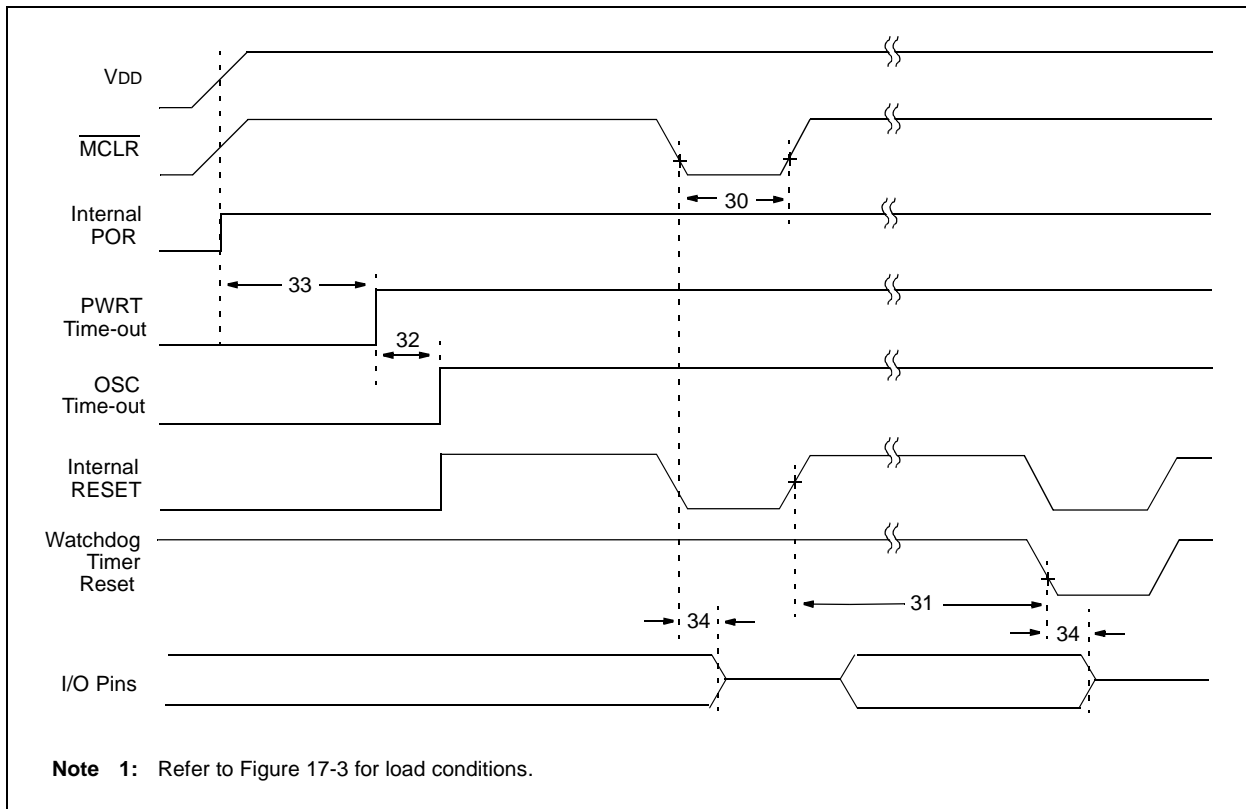 VDD
MCLR
30
Internal
POR
33
PWRT
Time-out
32
OSC
Time-out
Internal
RESET
Watchdog
Timer
Reset
31
34
34
I/O Pins
Note 1: Refer to Figure 17-3 for load conditions.